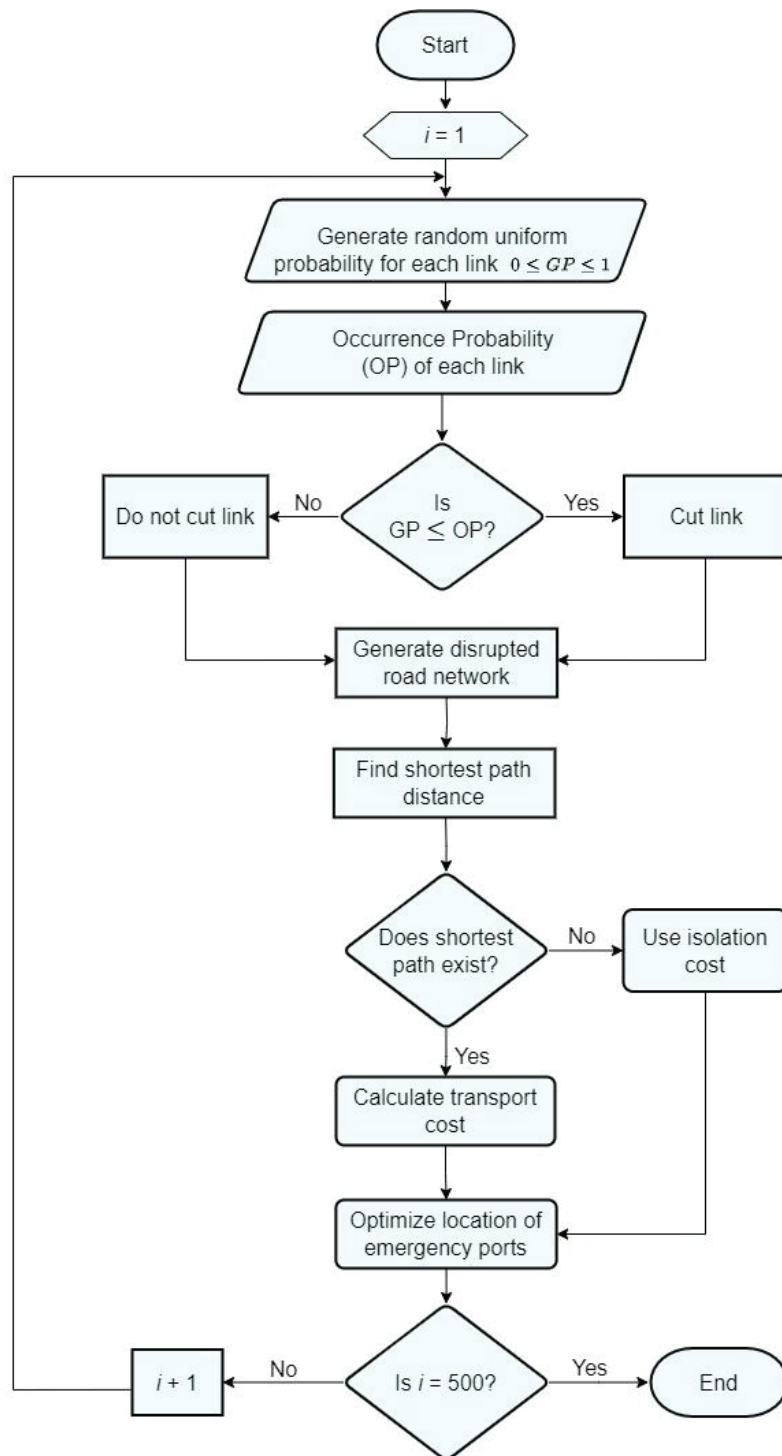 Start
i = 1
Generate random uniform
probability for each link 0 ≤ GP ≤ 1
Occurrence Probability
(OP) of each link
Do not cut link
No
Is
GP ≤ OP?
Yes
Cut link
Generate disrupted
road network
Find shortest path
distance
Does shortest
path exist?
No
Use isolation
cost
Yes
Calculate transport
cost
Optimize location of
emergency ports
i + 1
No
Is i = 500?
Yes
End